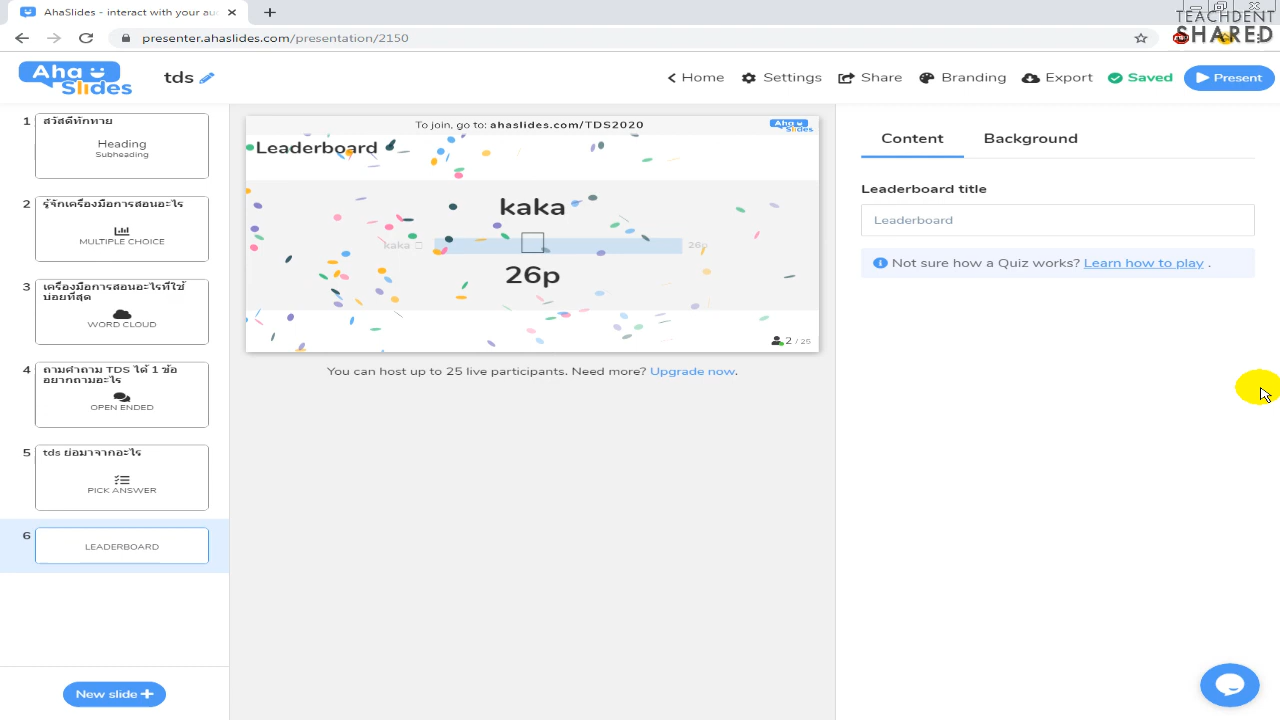 AhaSlides - interact with your au
TEACHDENT
SHARED
presenter.ahaslides.com/presentation/2150
Aha
Slides
tds
Home
Settings
Share
Branding
Export
Saved
Present
1
สวัสดีทักทาย
Heading
Subheading
2
รู้จักเครื่องมือการสอนอะไร
MULTIPLE CHOICE
3
เครื่องมือการสอนอะไรที่ใช้
บ่อยที่สุด
WORD CLOUD
4
ถามคำถาม TDS ได้ 1 ข้อ
อยากถามอะไร
OPEN ENDED
5
tds ย่อมาจากอะไร
PICK ANSWER
6
LEADERBOARD
New slide
To join, go to: ahaslides.com/TDS2020
Aha
Slides
Leaderboard
kaka
kaka
26p
26p
2 / 25
You can host up to 25 live participants. Need more? Upgrade now.
Content
Background
Leaderboard title
Leaderboard
Not sure how a Quiz works? Learn how to play .